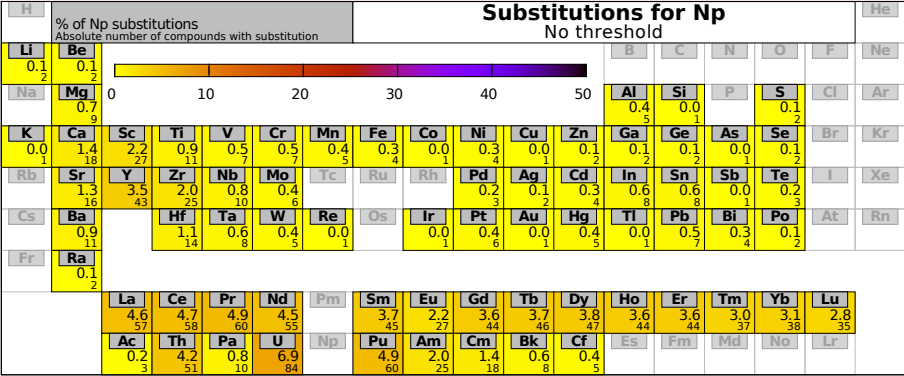 H
% of Np substitutions
Absolute number of compounds with substitution
Substitutions for Np
No threshold
He
Li 0.1 2
Be 0.1 2
B
C
N
O
F
Ne
0 10 20 30 40 50
Na
Mg 0.7 9
Al 0.4 5
Si 0.0 1
P
S 0.1 2
Cl
Ar
K 0.0 1
Ca 1.4 18
Sc 2.2 27
Ti 0.9 11
V 0.5 7
Cr 0.5 7
Mn 0.4 5
Fe 0.3 4
Co 0.0 1
Ni 0.3 4
Cu 0.0 1
Zn 0.1 2
Ga 0.1 2
Ge 0.1 2
As 0.0 1
Se 0.1 2
Br
Kr
Rb
Sr 1.3 16
Y 3.5 43
Zr 2.0 25
Nb 0.8 10
Mo 0.4 6
Tc
Ru
Rh
Pd 0.2 3
Ag 0.1 2
Cd 0.3 4
In 0.6 8
Sn 0.6 8
Sb 0.0 1
Te 0.2 3
I
Xe
Cs
Ba 0.9 11
Hf 1.1 14
Ta 0.6 8
W 0.4 5
Re 0.0 1
Os
Ir 0.0 1
Pt 0.4 6
Au 0.0 1
Hg 0.4 5
Tl 0.0 1
Pb 0.5 7
Bi 0.3 4
Po 0.1 2
At
Rn
Fr
Ra 0.1 2
La 4.6 57
Ce 4.7 58
Pr 4.9 60
Nd 4.5 55
Pm
Sm 3.7 45
Eu 2.2 27
Gd 3.6 44
Tb 3.7 46
Dy 3.8 47
Ho 3.6 44
Er 3.6 44
Tm 3.0 37
Yb 3.1 38
Lu 2.8 35
Ac 0.2 3
Th 4.2 51
Pa 0.8 10
U 6.9 84
Np
Pu 4.9 60
Am 2.0 25
Cm 1.4 18
Bk 0.6 8
Cf 0.4 5
Es
Fm
Md
No
Lr